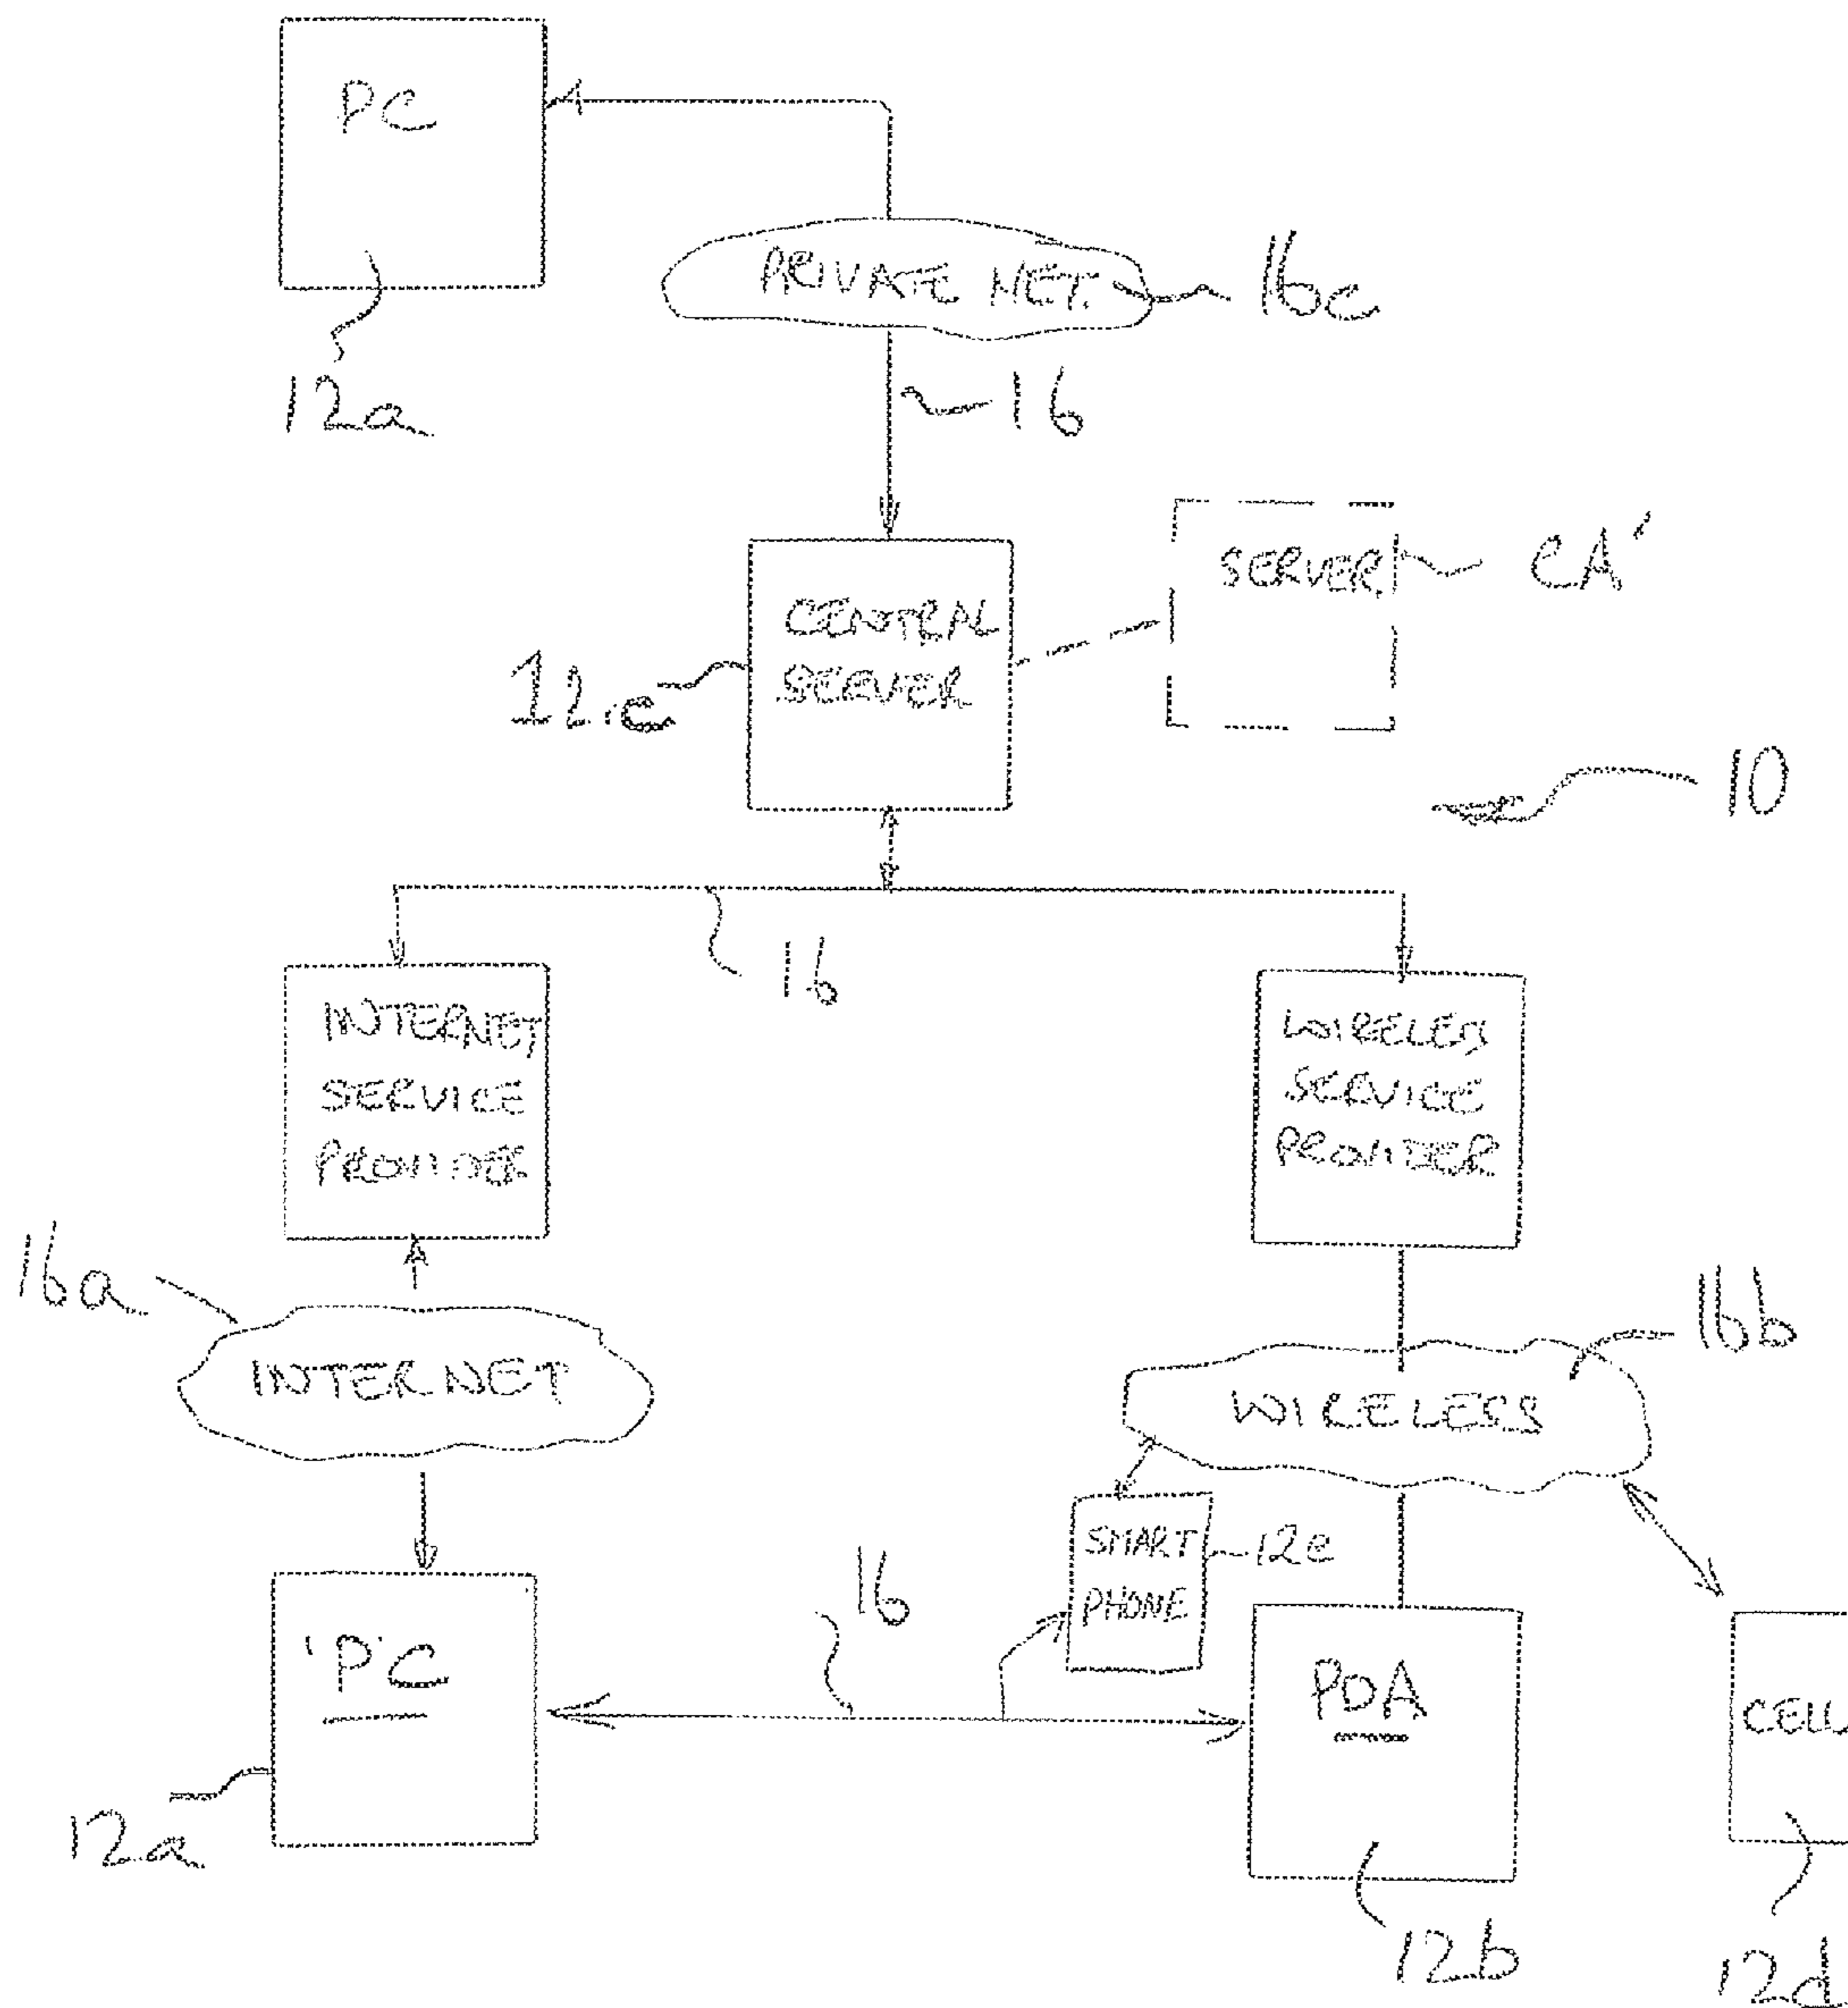 PC
12a
PRIVATE NET.
16c
16
CENTRAL
SERVER
SERVER
CA'
10
16
INTERNET
SERVICE
PROVIDER
WIRELESS
SERVICE
PROVIDER
16a
INTERNET
16b
WIRELESS
SMART
PHONE
12e
16
'PC
12a
PDA
12b
CELL
12d